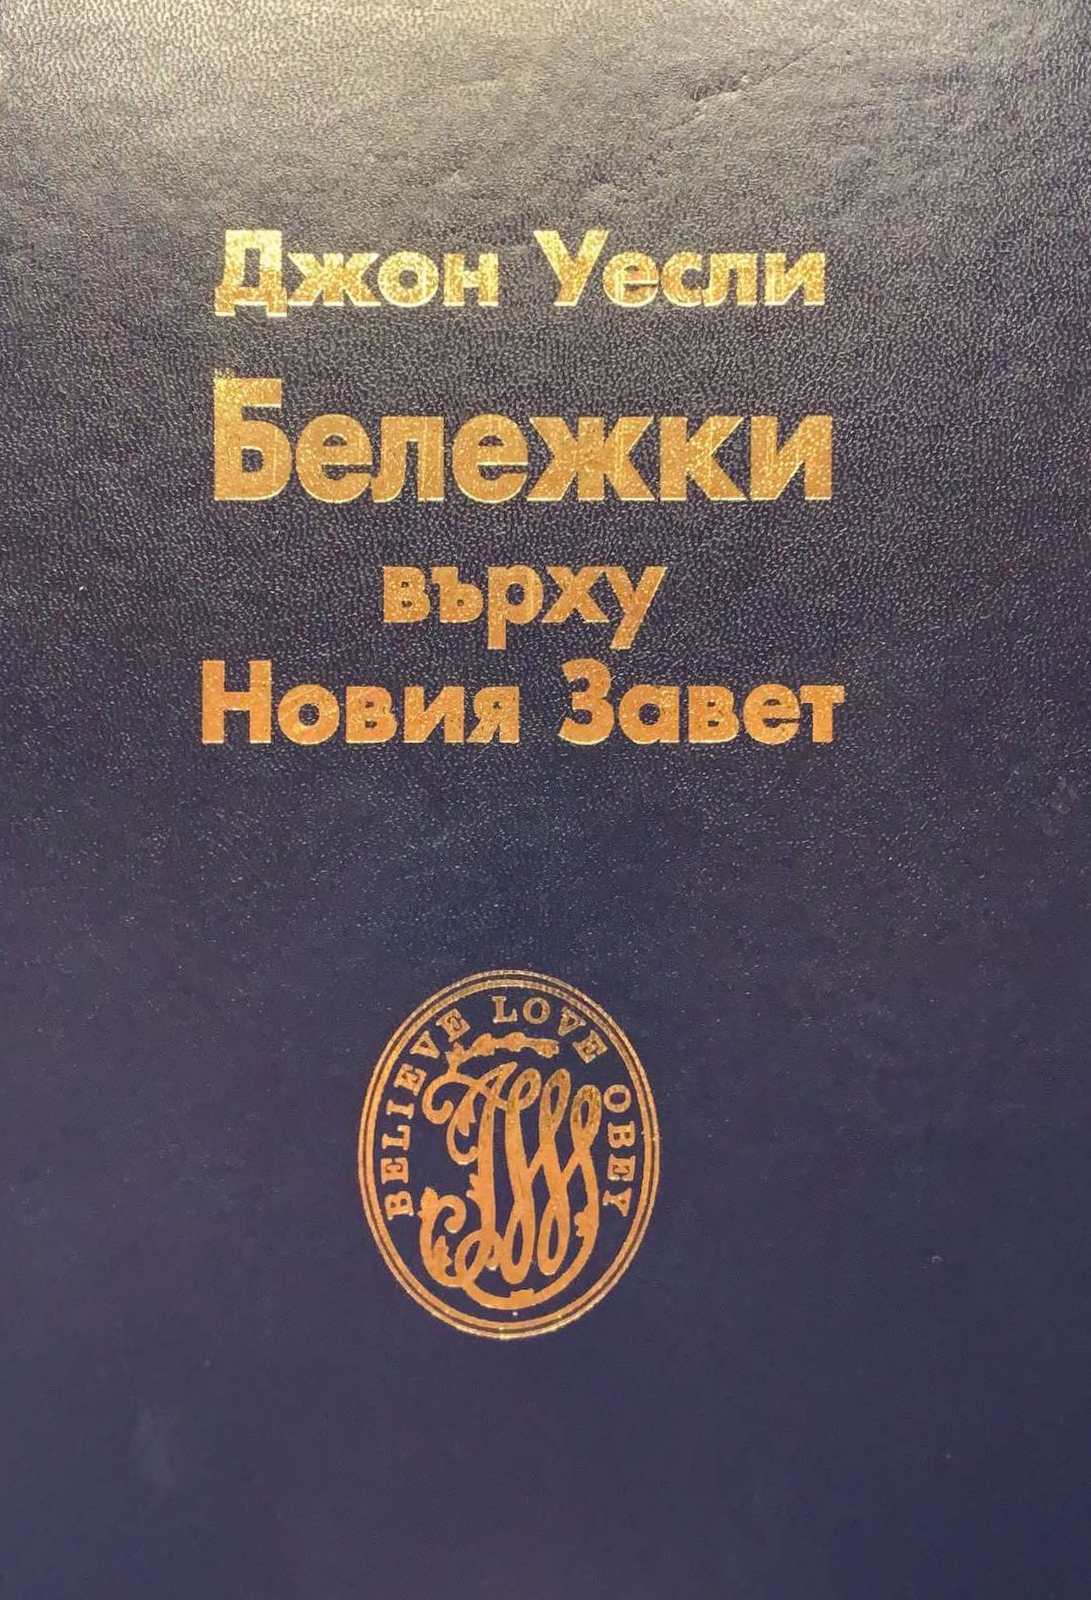 Джон Уесли
Бележки
върху
Новия Завет
BELIEVE LOVE OBEY